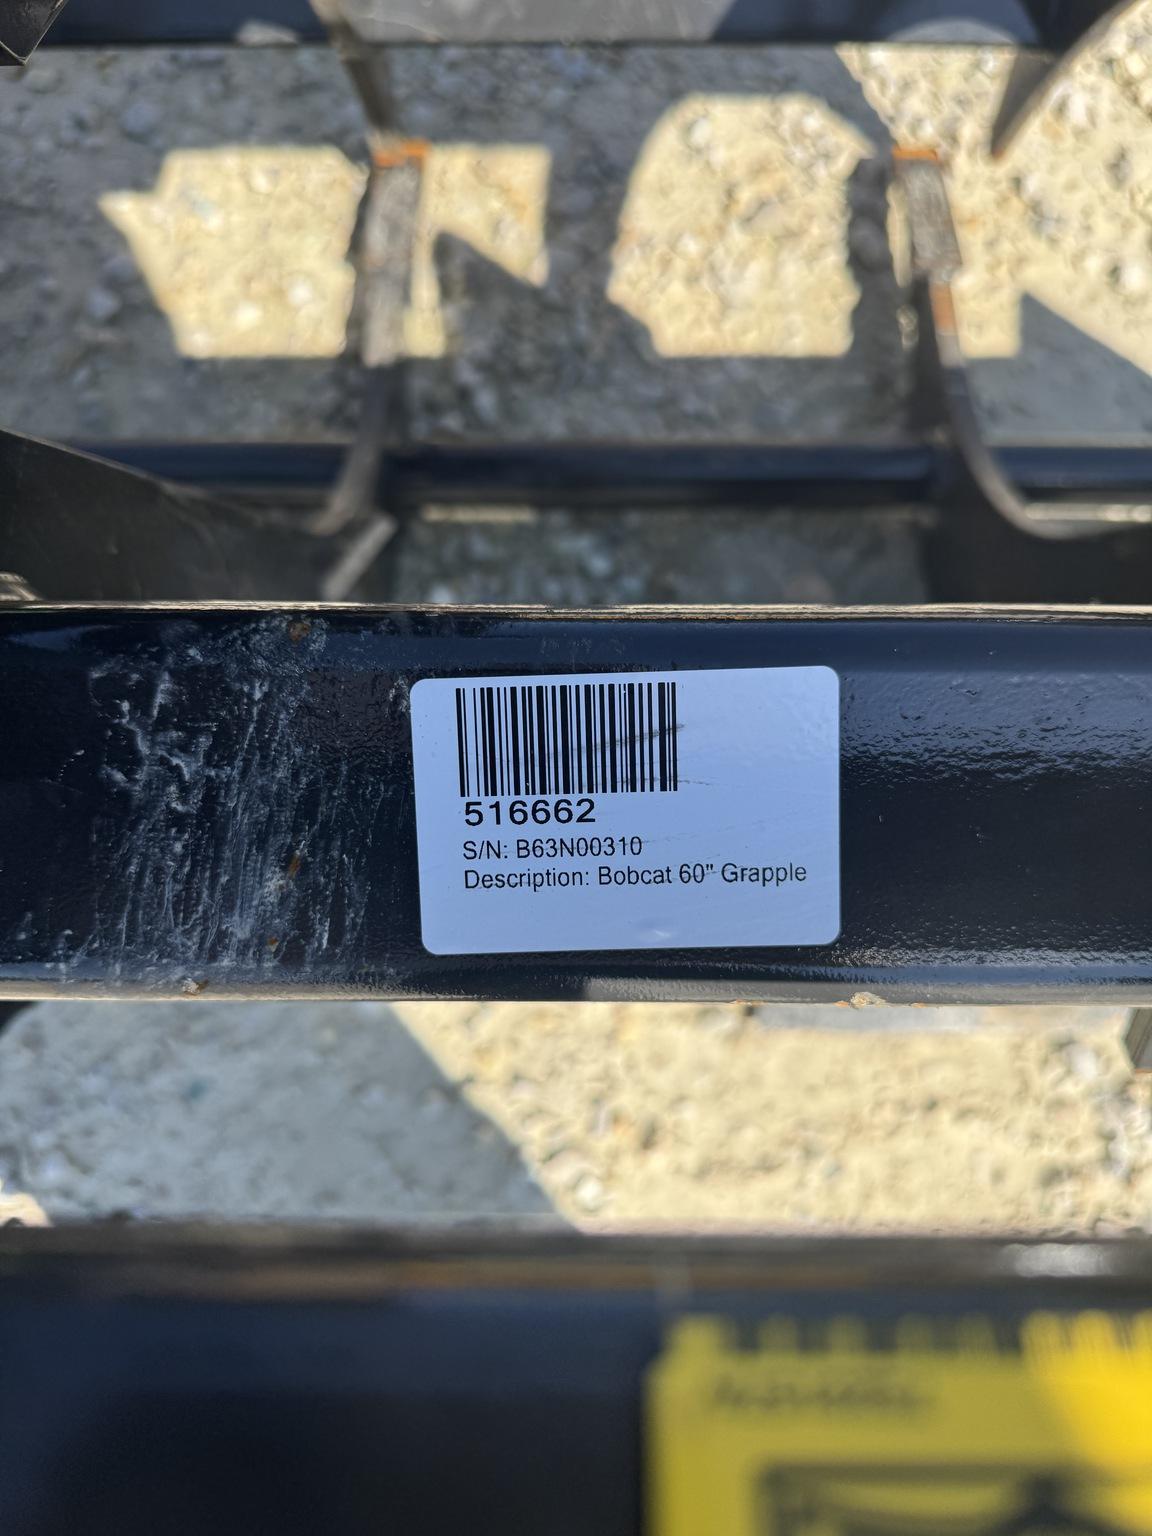 516662
S/N: B63N00310
Description: Bobcat 60" Grapple